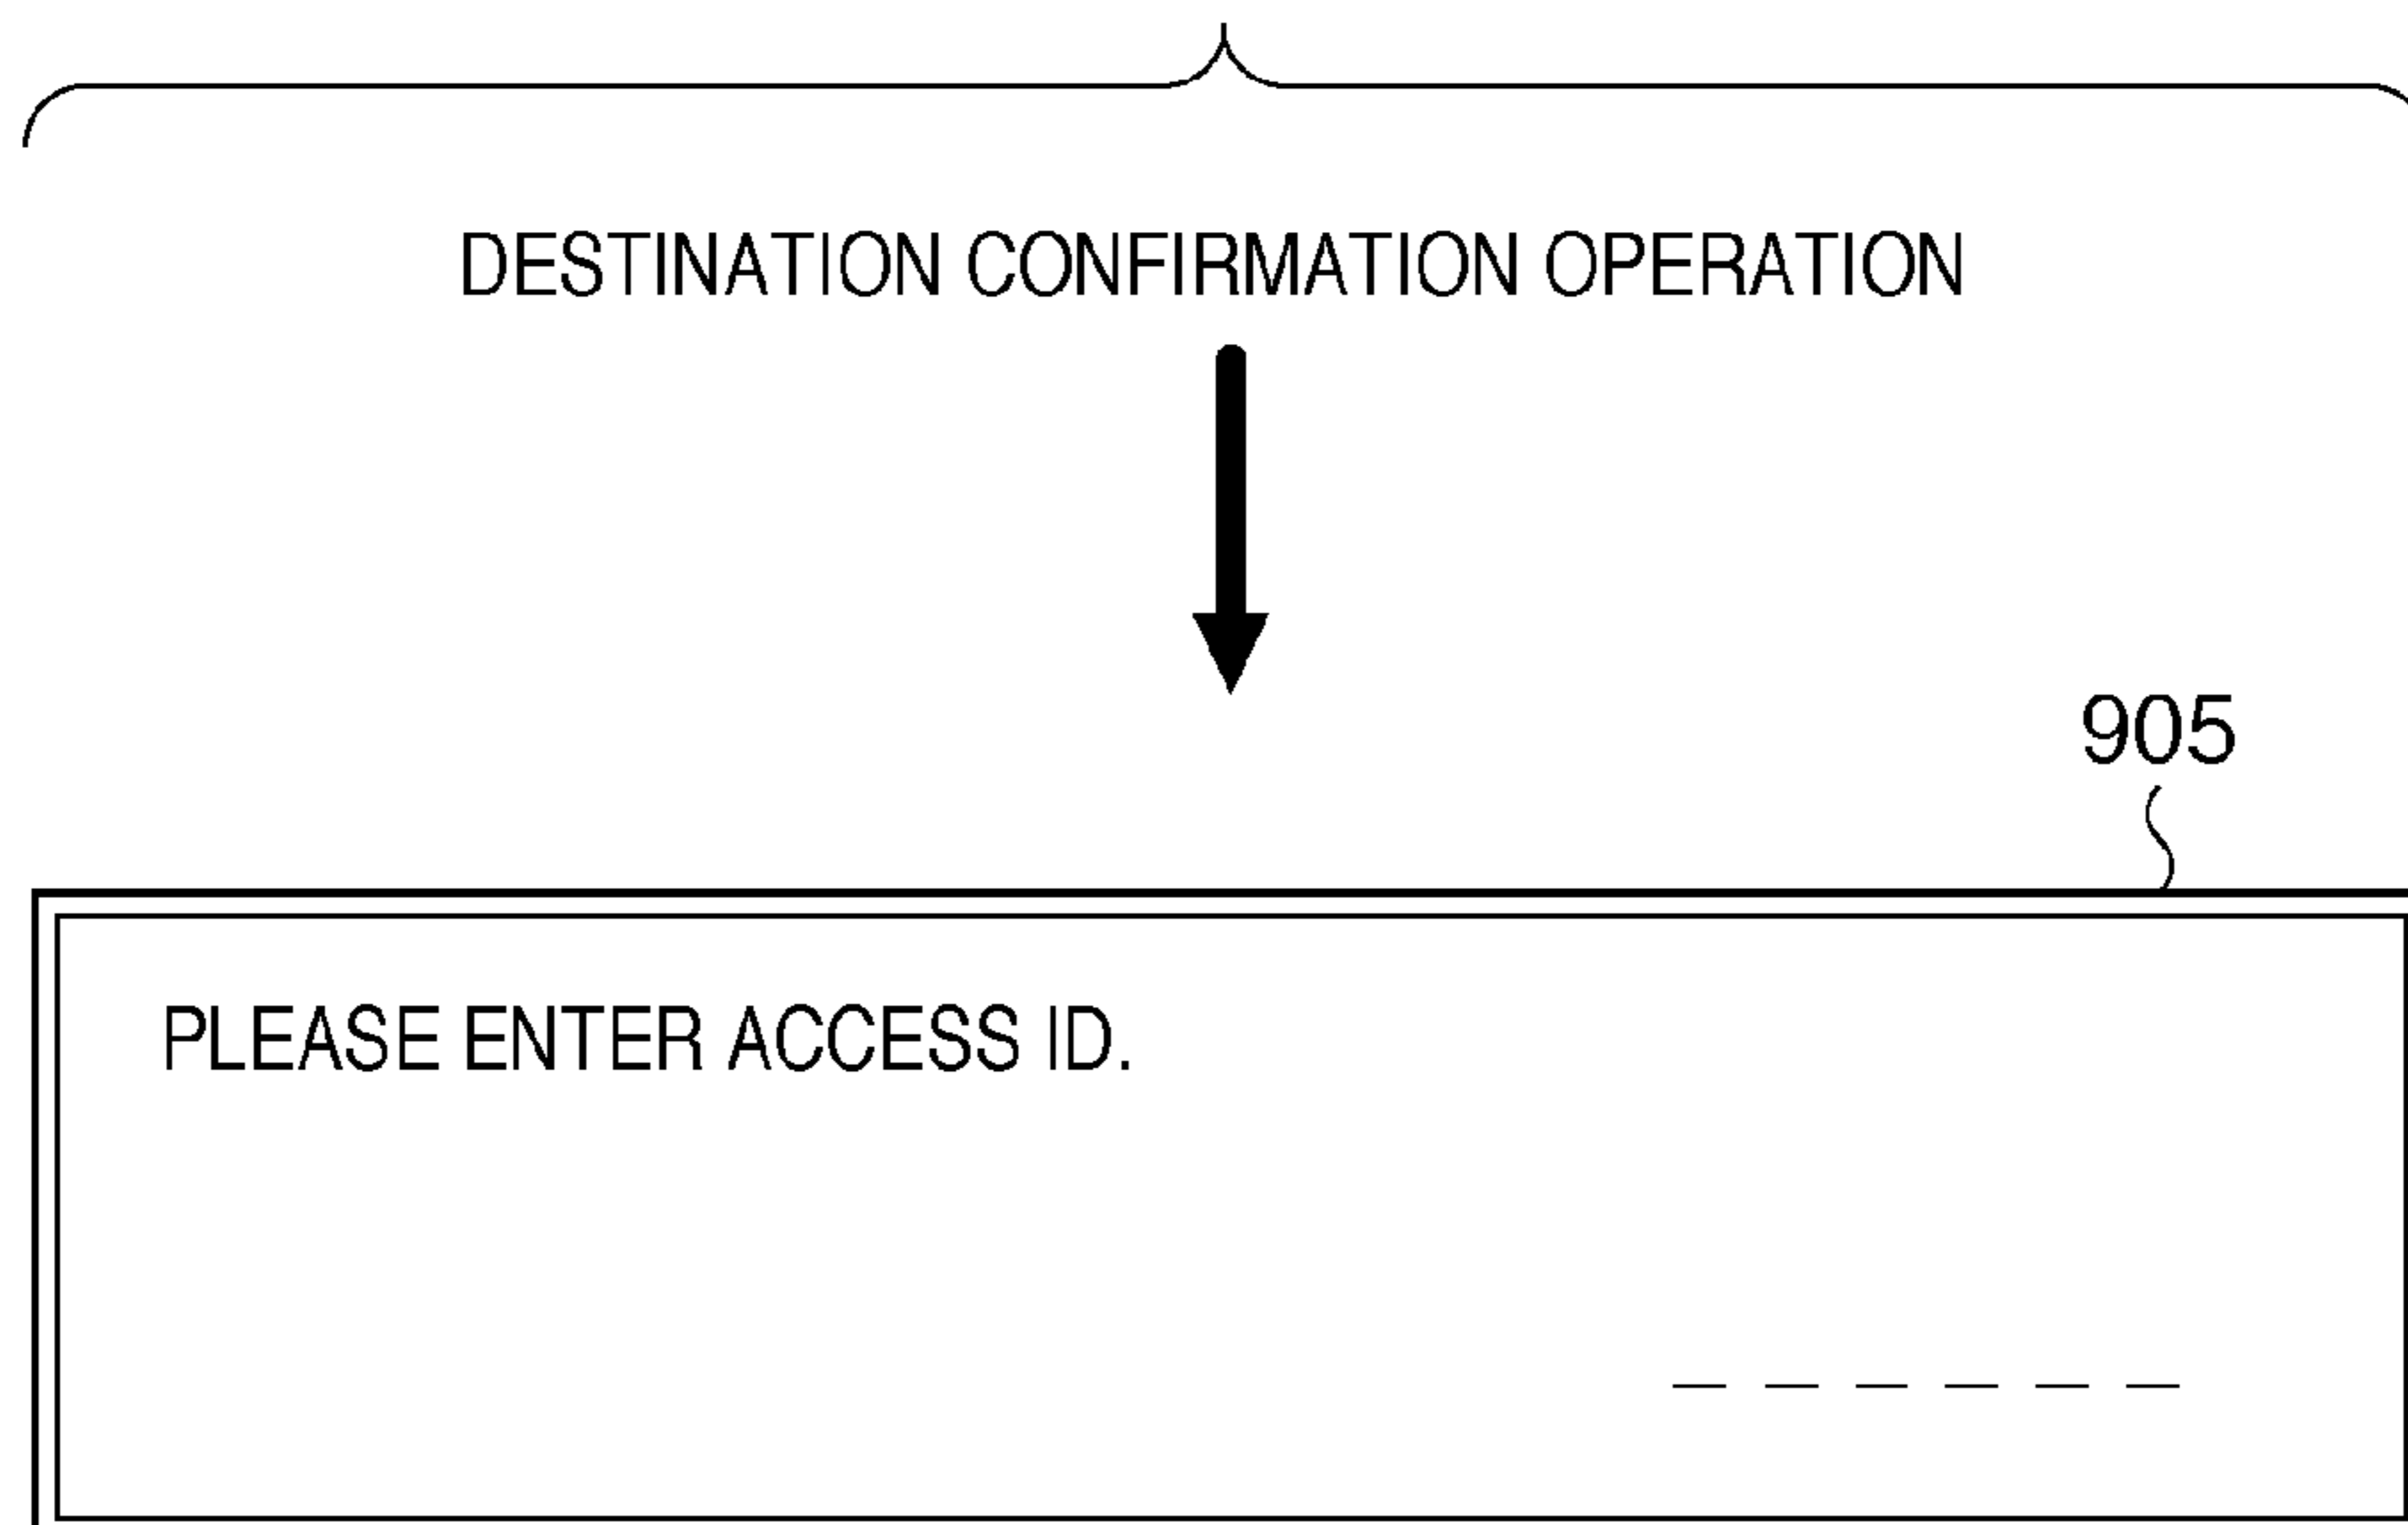 DESTINATION CONFIRMATION OPERATION
905
PLEASE ENTER ACCESS ID.
_ _ _ _ _ _